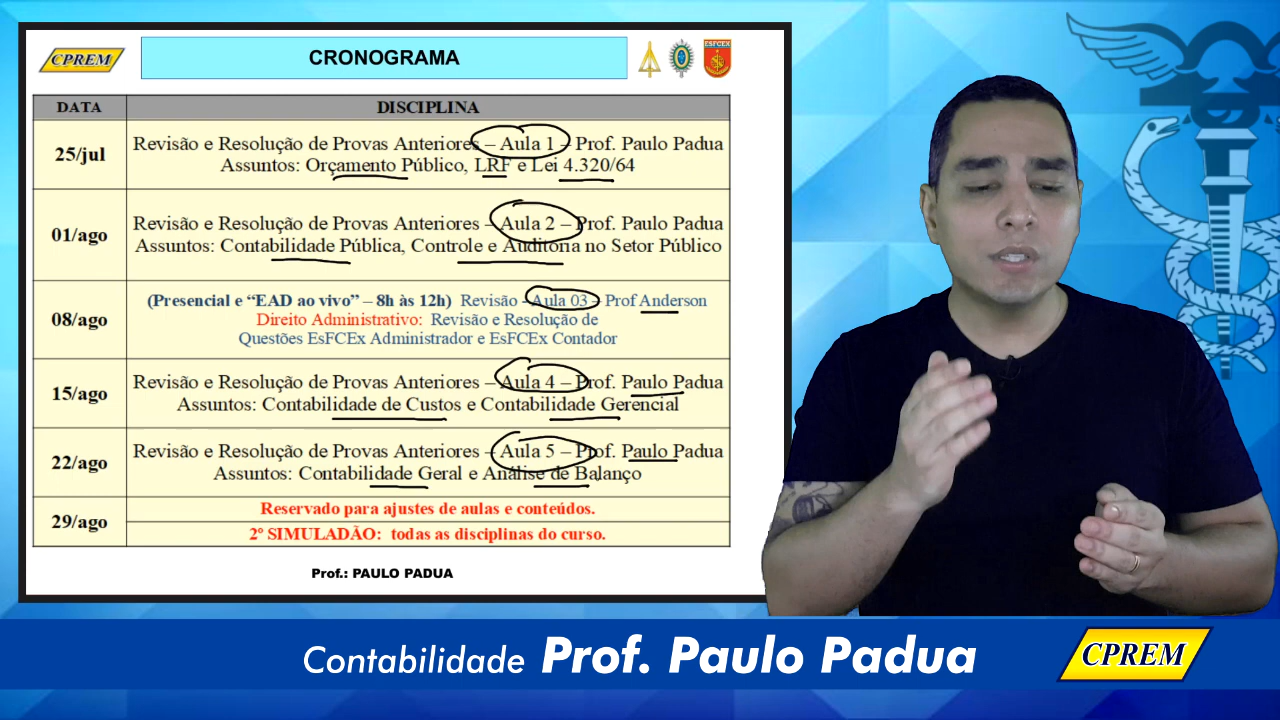 CPREM
CRONOGRAMA
ESFCEX
DATA
DISCIPLINA
25/jul
Revisão e Resolução de Provas Anteriores – Aula 1 – Prof. Paulo Padua
Assuntos: Orçamento Público, LRF e Lei 4.320/64
01/ago
Revisão e Resolução de Provas Anteriores – Aula 2 – Prof. Paulo Padua
Assuntos: Contabilidade Pública, Controle e Auditoria no Setor Público
08/ago
(Presencial e “EAD ao vivo” – 8h às 12h) Revisão - Aula 03 – Prof Anderson
Direito Administrativo: Revisão e Resolução de
Questões EsFCEx Administrador e EsFCEx Contador
15/ago
Revisão e Resolução de Provas Anteriores – Aula 4 – Prof. Paulo Padua
Assuntos: Contabilidade de Custos e Contabilidade Gerencial
22/ago
Revisão e Resolução de Provas Anteriores – Aula 5 – Prof. Paulo Padua
Assuntos: Contabilidade Geral e Análise de Balanço
29/ago
Reservado para ajustes de aulas e conteúdos.
2º SIMULADÃO: todas as disciplinas do curso.
Prof.: PAULO PADUA
Contabilidade Prof. Paulo Padua
CPREM